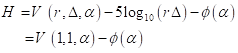 H = V (r, Δ, α) − 5log₁₀ (rΔ) − ϕ(α)
= V (1,1, α) − ϕ(α)